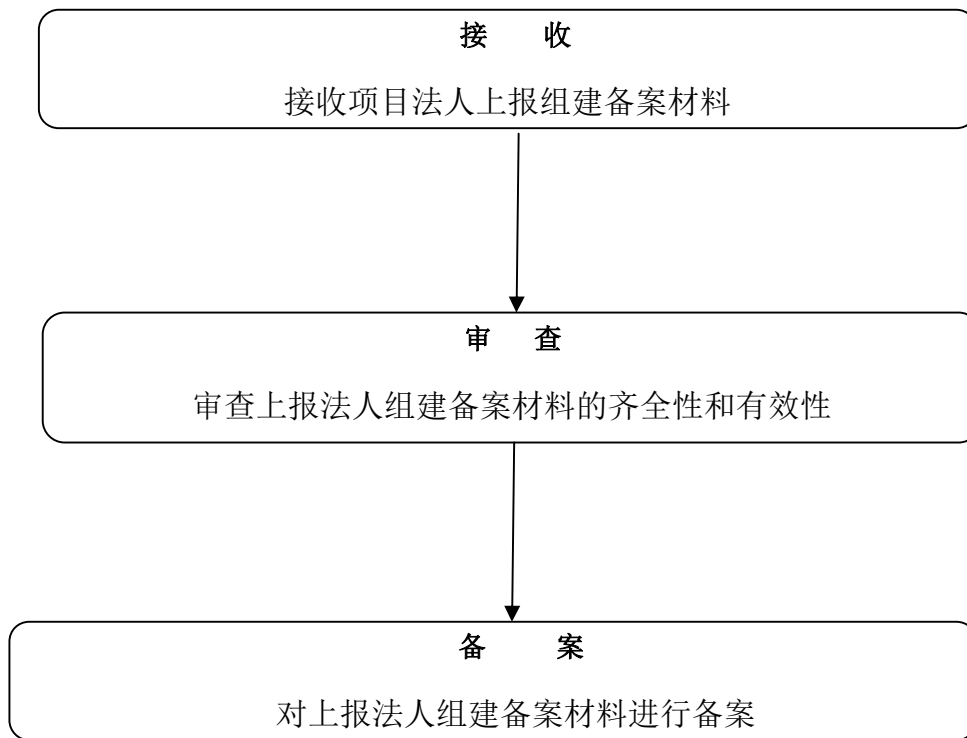 接 收
接收项目法人上报组建备案材料
审 查
审查上报法人组建备案材料的齐全性和有效性
备 案
对上报法人组建备案材料进行备案